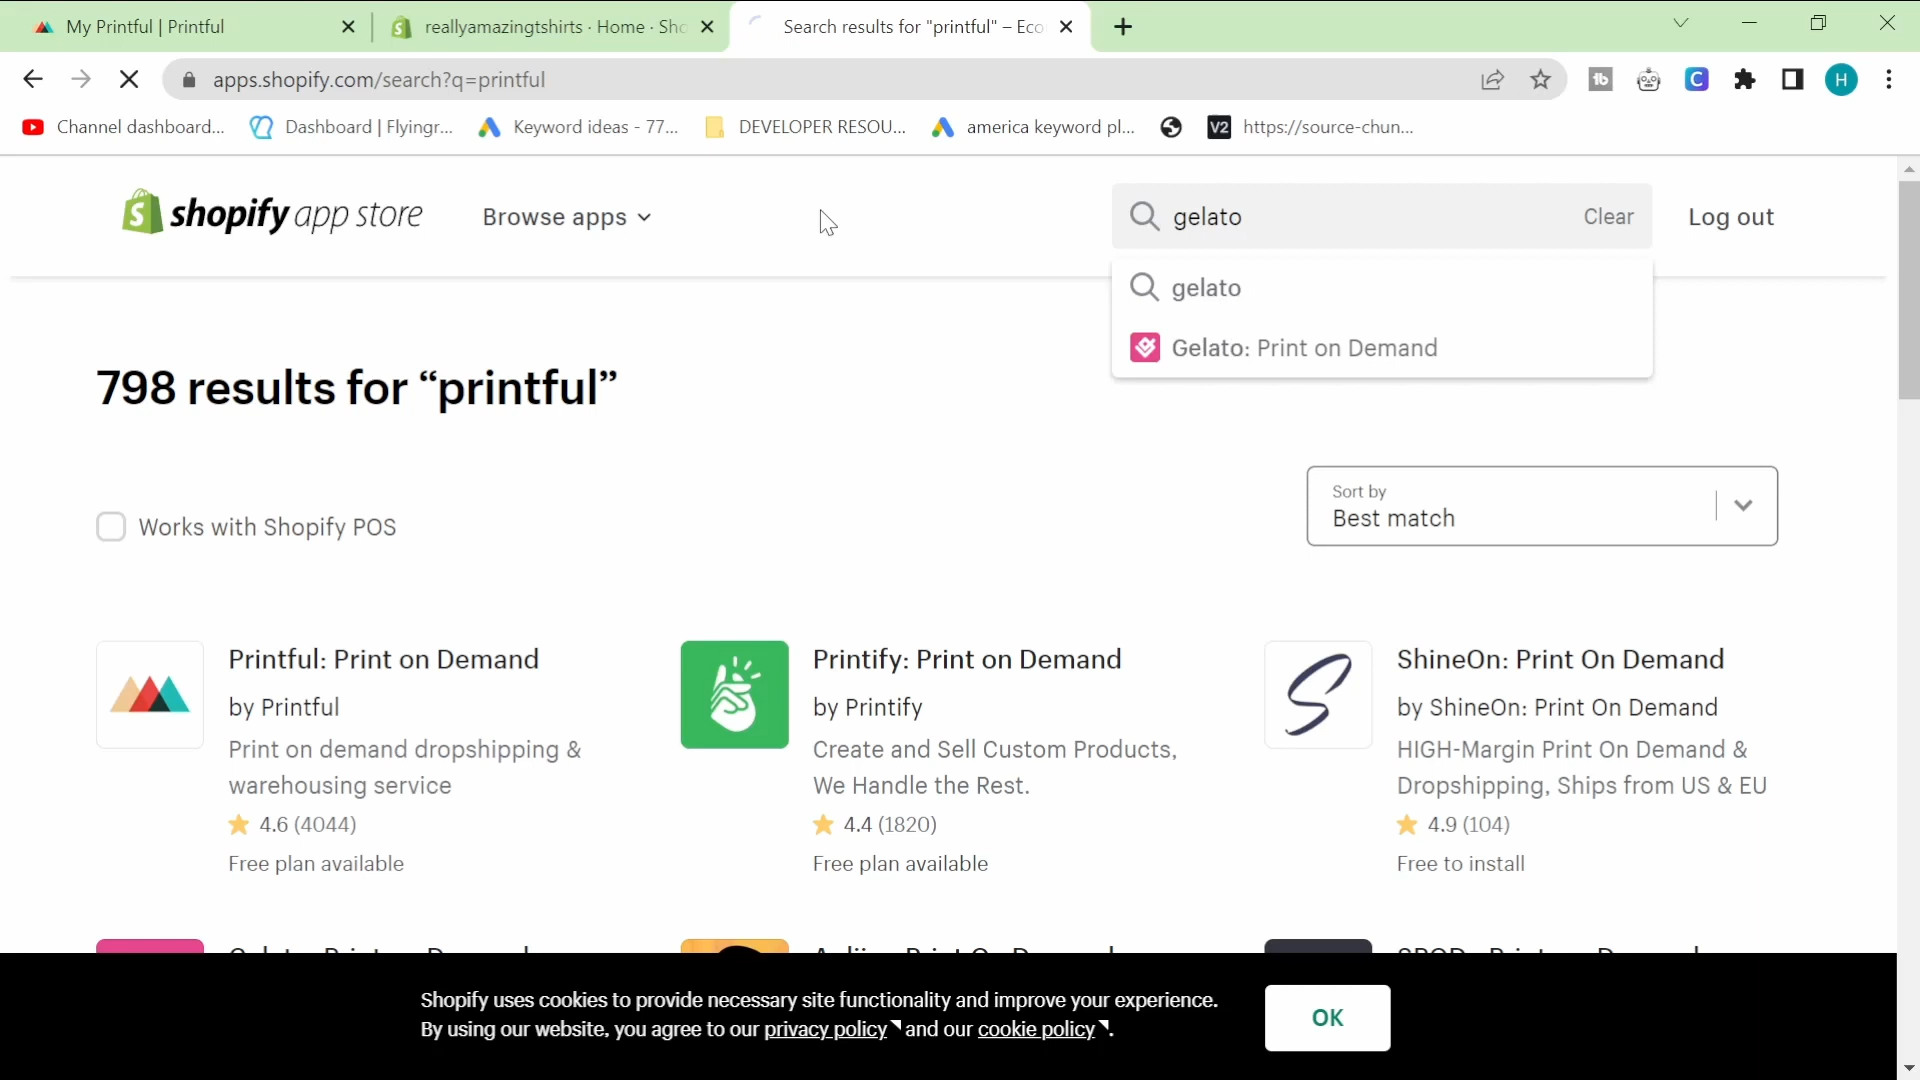 My Printful | Printful
reallyamazingtshirts · Home · Sho
Search results for "printful" – Eco
apps.shopify.com/search?q=printful
H
Channel dashboard...
Dashboard | Flyingr...
Keyword ideas - 77...
DEVELOPER RESOU...
america keyword pl...
V2
https://source-chun...
shopify app store
Browse apps
gelato
Clear
Log out
gelato
Gelato: Print on Demand
798 results for “printful”
Sort by
Best match
Works with Shopify POS
Printful: Print on Demand
by Printful
Print on demand dropshipping &
warehousing service
4.6 (4044)
Free plan available
Printify: Print on Demand
by Printify
Create and Sell Custom Products,
We Handle the Rest.
4.4 (1820)
Free plan available
ShineOn: Print On Demand
by ShineOn: Print On Demand
HIGH-Margin Print On Demand &
Dropshipping, Ships from US & EU
4.9 (104)
Free to install
Shopify uses cookies to provide necessary site functionality and improve your experience.
By using our website, you agree to our privacy policy and our cookie policy.
OK